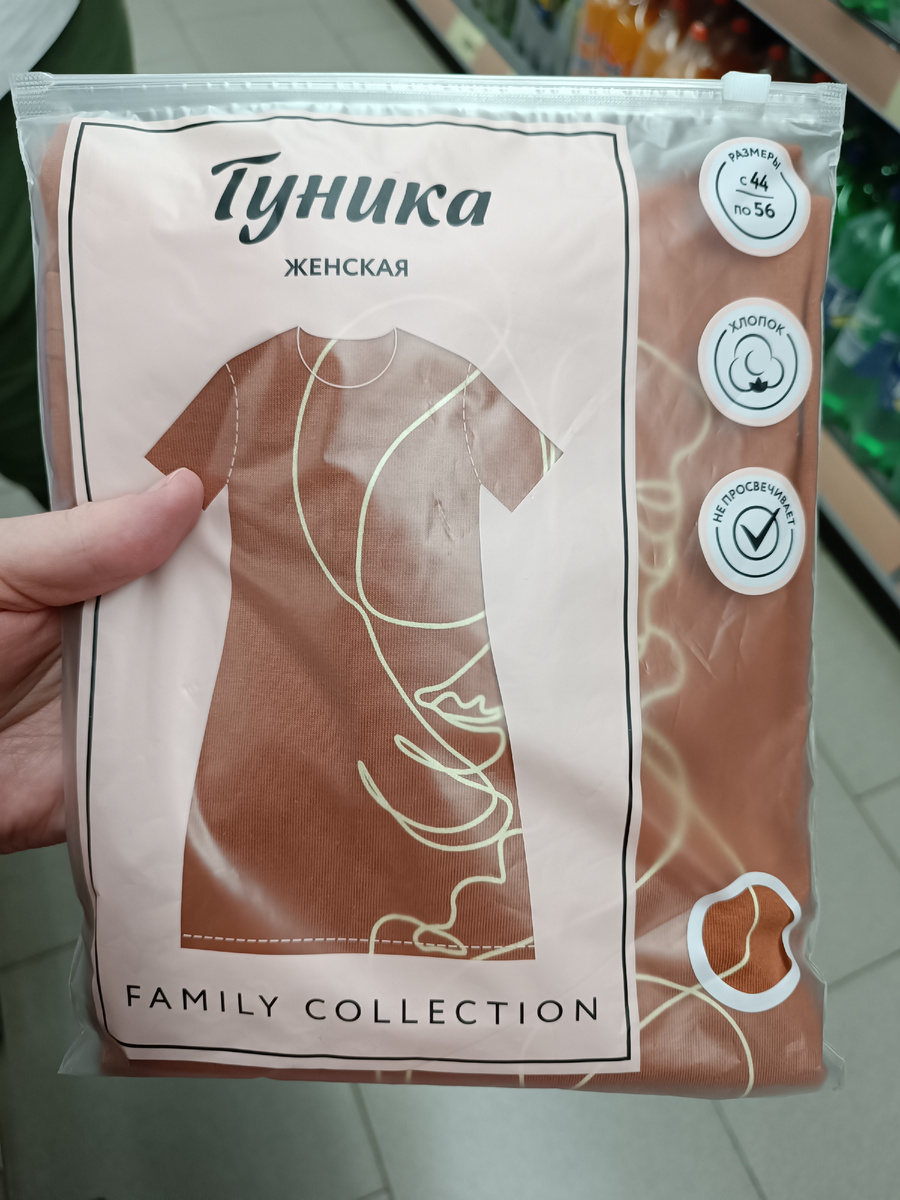 Туника
ЖЕНСКАЯ
РАЗМЕРЫ
с 44
по 56
ХЛОПОК
НЕ ПРОСВЕЧИВАЕТ
FAMILY COLLECTION